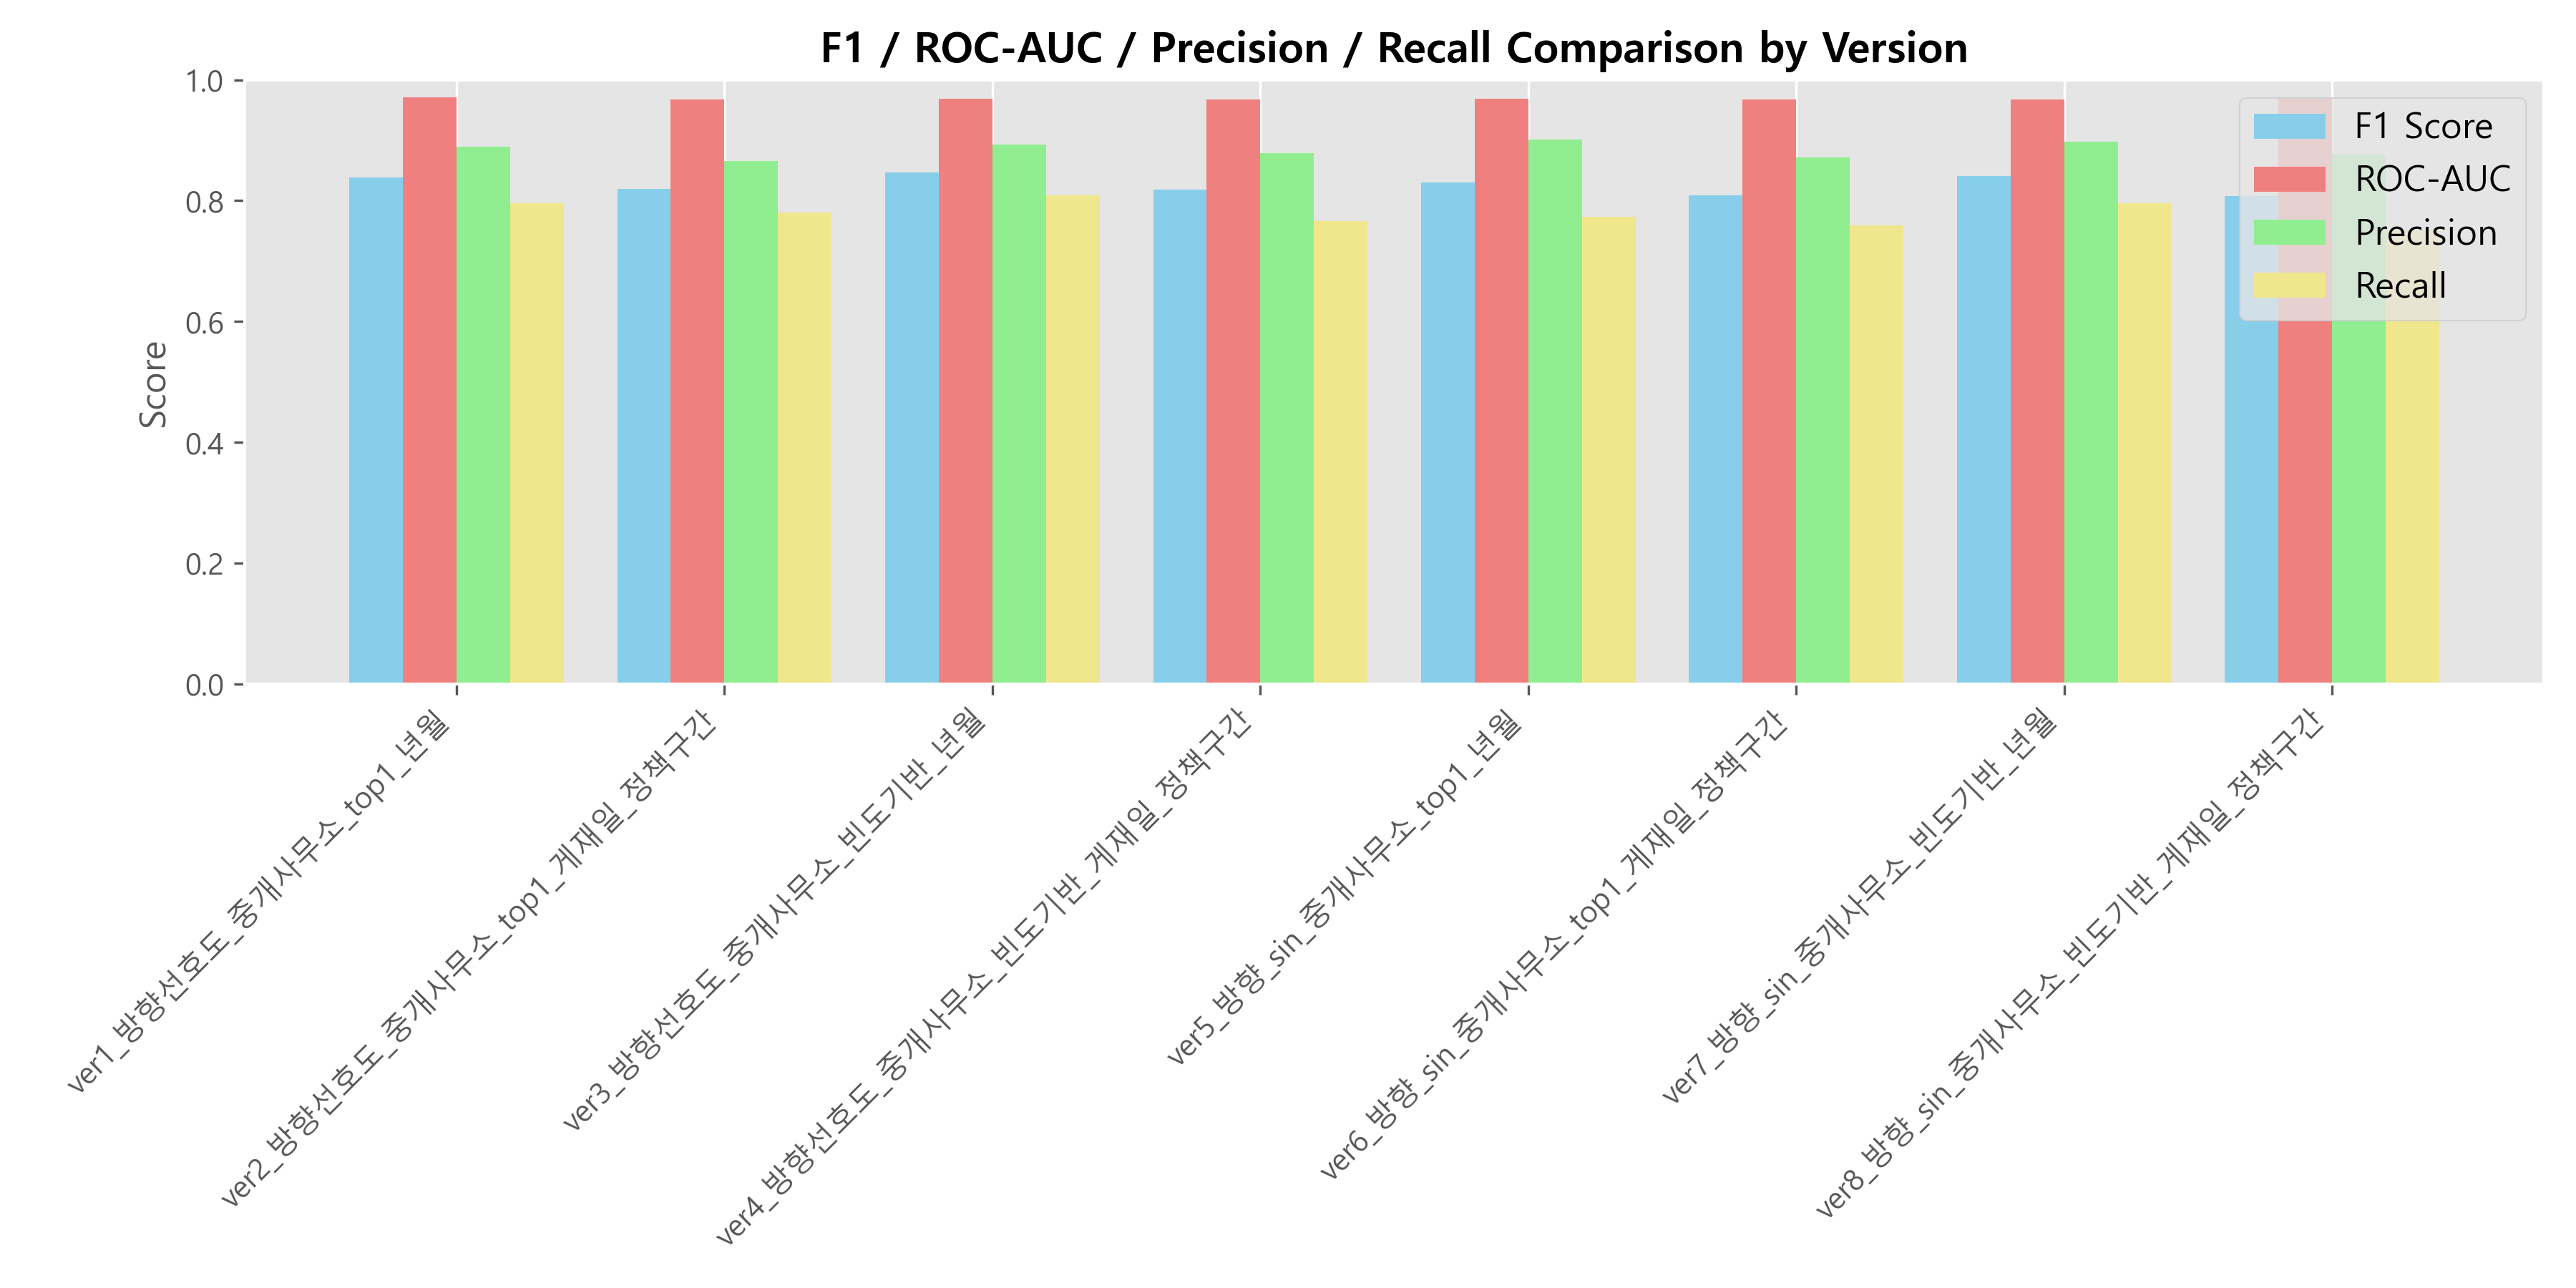 F1 / ROC-AUC / Precision / Recall Comparison by Version
1.0
0.8
0.6
0.4
0.2
0.0
Score
F1 Score
ROC-AUC
Precision
Recall
ver1_방향선호도_중개사무소_top1_년월
ver2_방향선호도_중개사무소_top1_게재일_정책구간
ver3_방향선호도_중개사무소_빈도기반_년월
ver4_방향선호도_중개사무소_빈도기반_게재일_정책구간
ver5_방향_sin_중개사무소_top1_년월
ver6_방향_sin_중개사무소_top1_게재일_정책구간
ver7_방향_sin_중개사무소_빈도기반_년월
ver8_방향_sin_중개사무소_빈도기반_게재일_정책구간